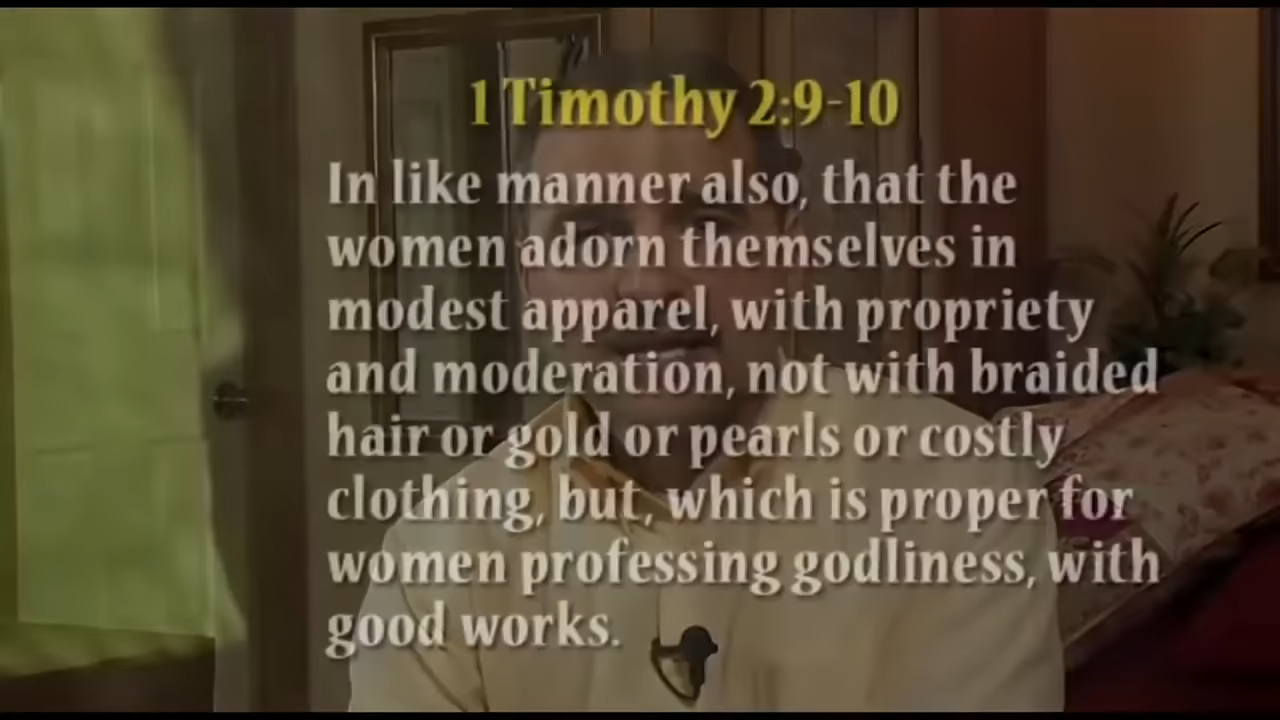 1 Timothy 2:9-10
In like manner also, that the
women adorn themselves in
modest apparel, with propriety
and moderation, not with braided
hair or gold or pearls or costly
clothing, but, which is proper for
women professing godliness, with
good works.